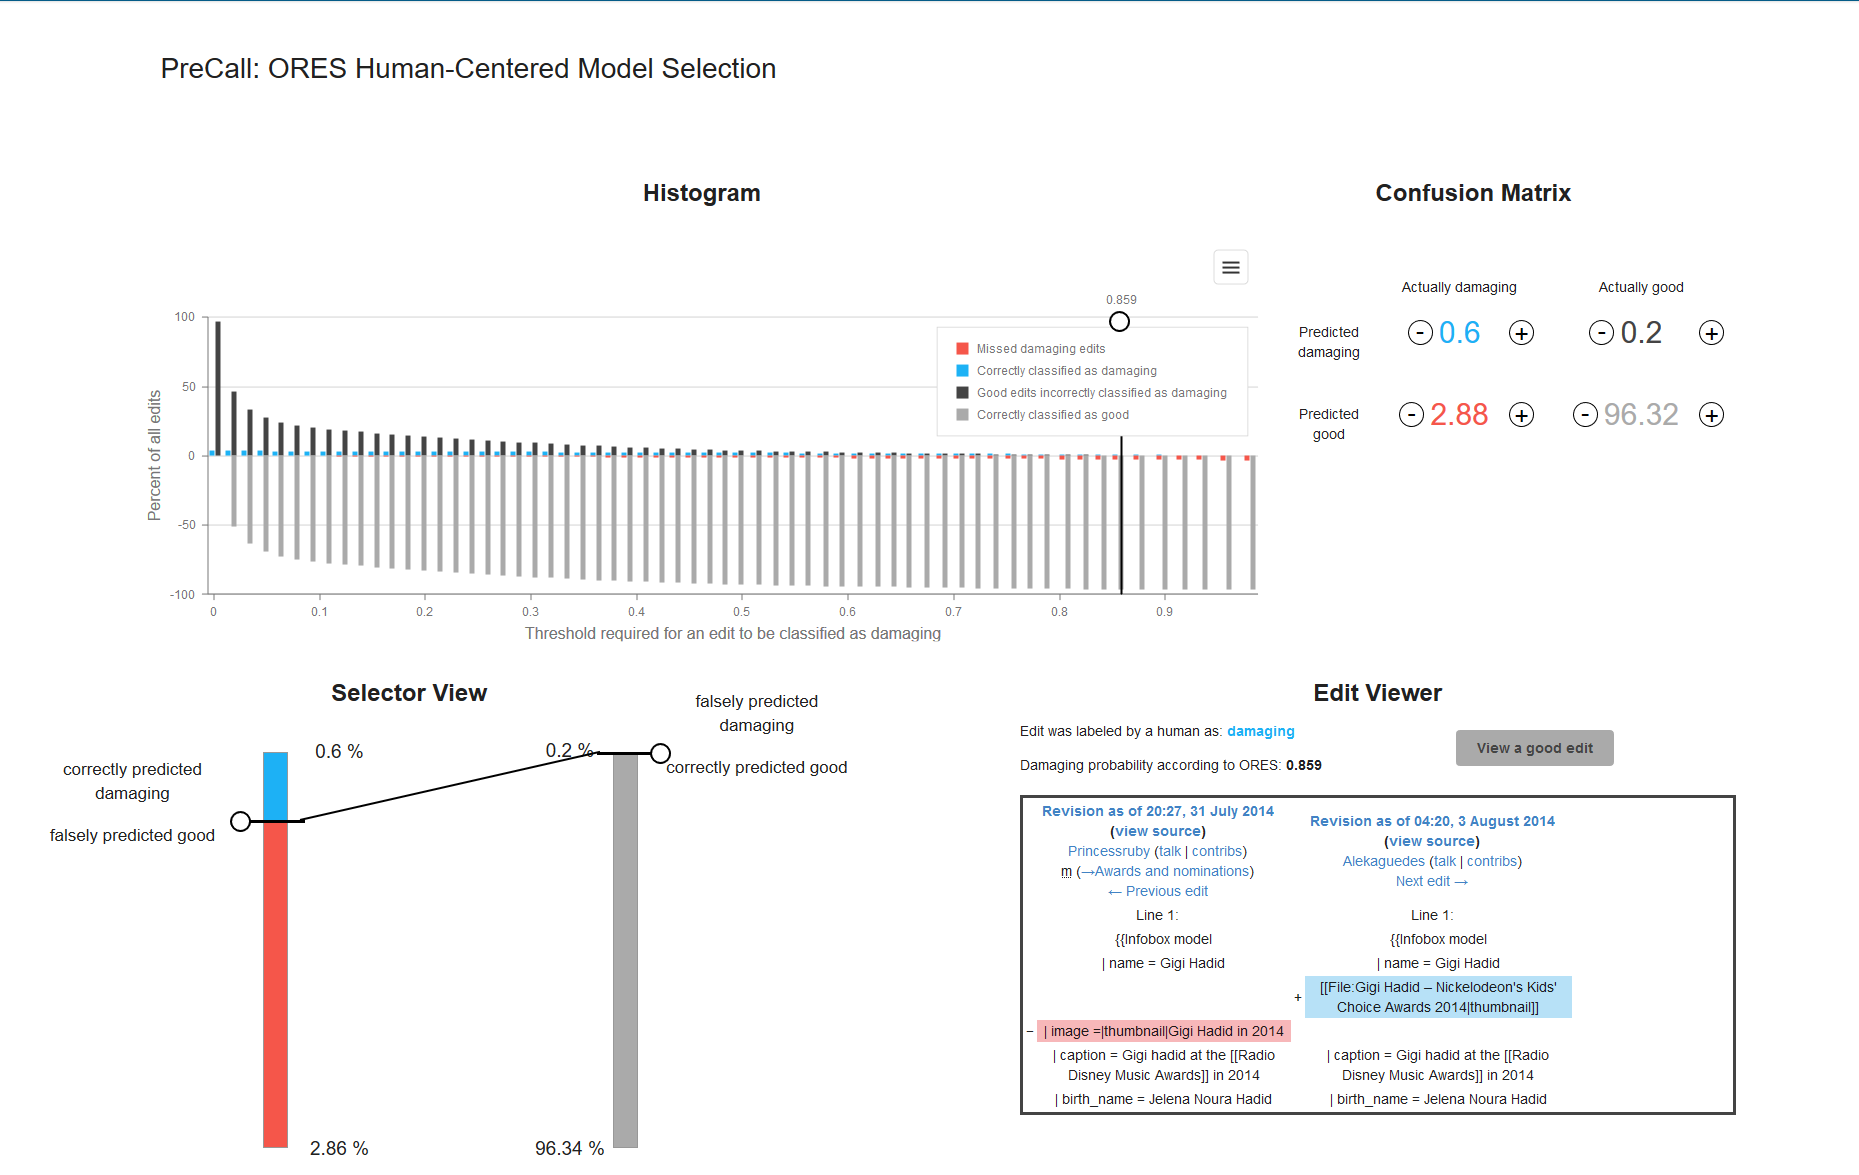 PreCall: ORES Human-Centered Model Selection
Histogram
0.859
Missed damaging edits
Correctly classified as damaging
Good edits incorrectly classified as damaging
Correctly classified as good
Percent of all edits
100
50
0
-50
-100
0 0.1 0.2 0.3 0.4 0.5 0.6 0.7 0.8 0.9
Threshold required for an edit to be classified as damaging
Confusion Matrix
Actually damaging Actually good
Predicted
damaging
- 0.6 + - 0.2 +
Predicted
good
- 2.88 + - 96.32 +
Selector View
falsely predicted
damaging
0.6 % 0.2 %
correctly predicted
damaging
correctly predicted good
falsely predicted good
2.86 % 96.34 %
Edit Viewer
Edit was labeled by a human as: damaging
View a good edit
Damaging probability according to ORES: 0.859
Revision as of 20:27, 31 July 2014
(view source)
Princessruby (talk | contribs)
m (→Awards and nominations)
← Previous edit
Line 1:
{{Infobox model
| name = Gigi Hadid
− | image =|thumbnail|Gigi Hadid in 2014
| caption = Gigi hadid at the [[Radio
Disney Music Awards]] in 2014
| birth_name = Jelena Noura Hadid
Revision as of 04:20, 3 August 2014
(view source)
Alekaguedes (talk | contribs)
Next edit →
Line 1:
{{Infobox model
| name = Gigi Hadid
+ [[File:Gigi Hadid – Nickelodeon's Kids'
Choice Awards 2014|thumbnail]]
| caption = Gigi hadid at the [[Radio
Disney Music Awards]] in 2014
| birth_name = Jelena Noura Hadid